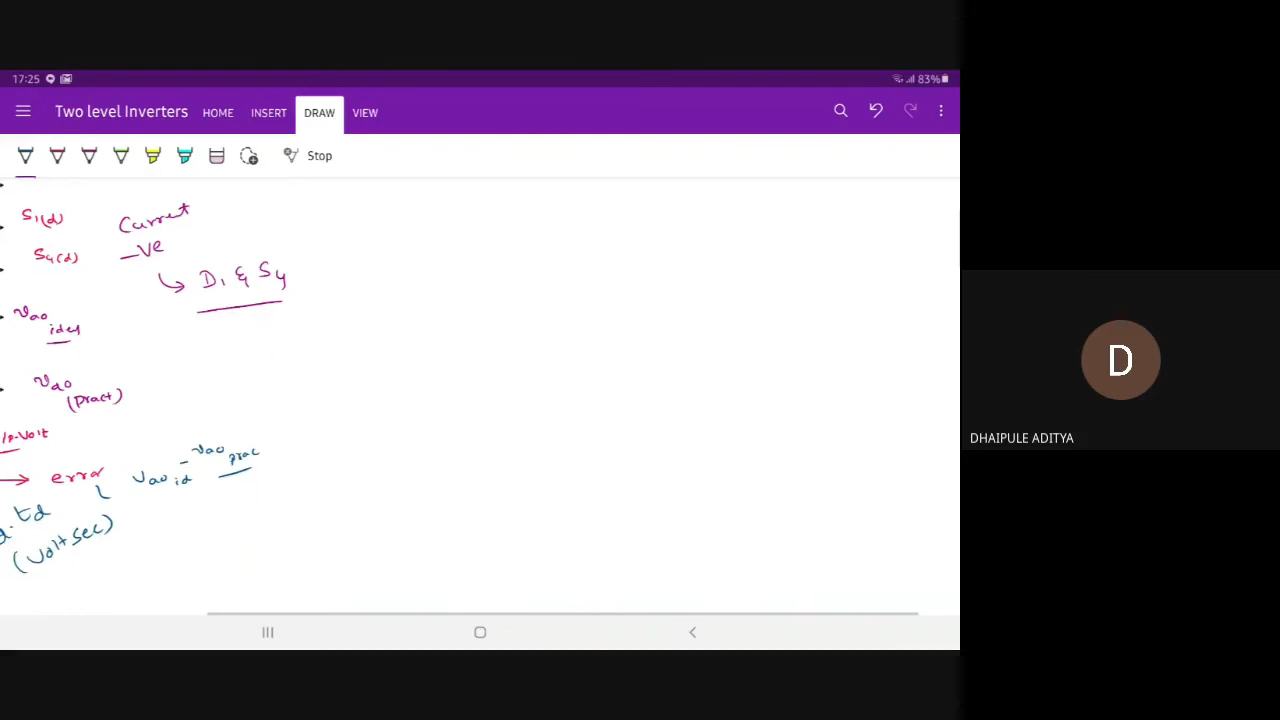 17:25 83%
Two level Inverters HOME INSERT DRAW VIEW
Stop
S1(d)
Current
S4(d)
-Ve
D1 & S4
Vao
ideal
Vao
(Pract)
/p-Volt
error Vao id - Vao prac
d. td
(Volt sec)
D
DHAIPULE ADITYA